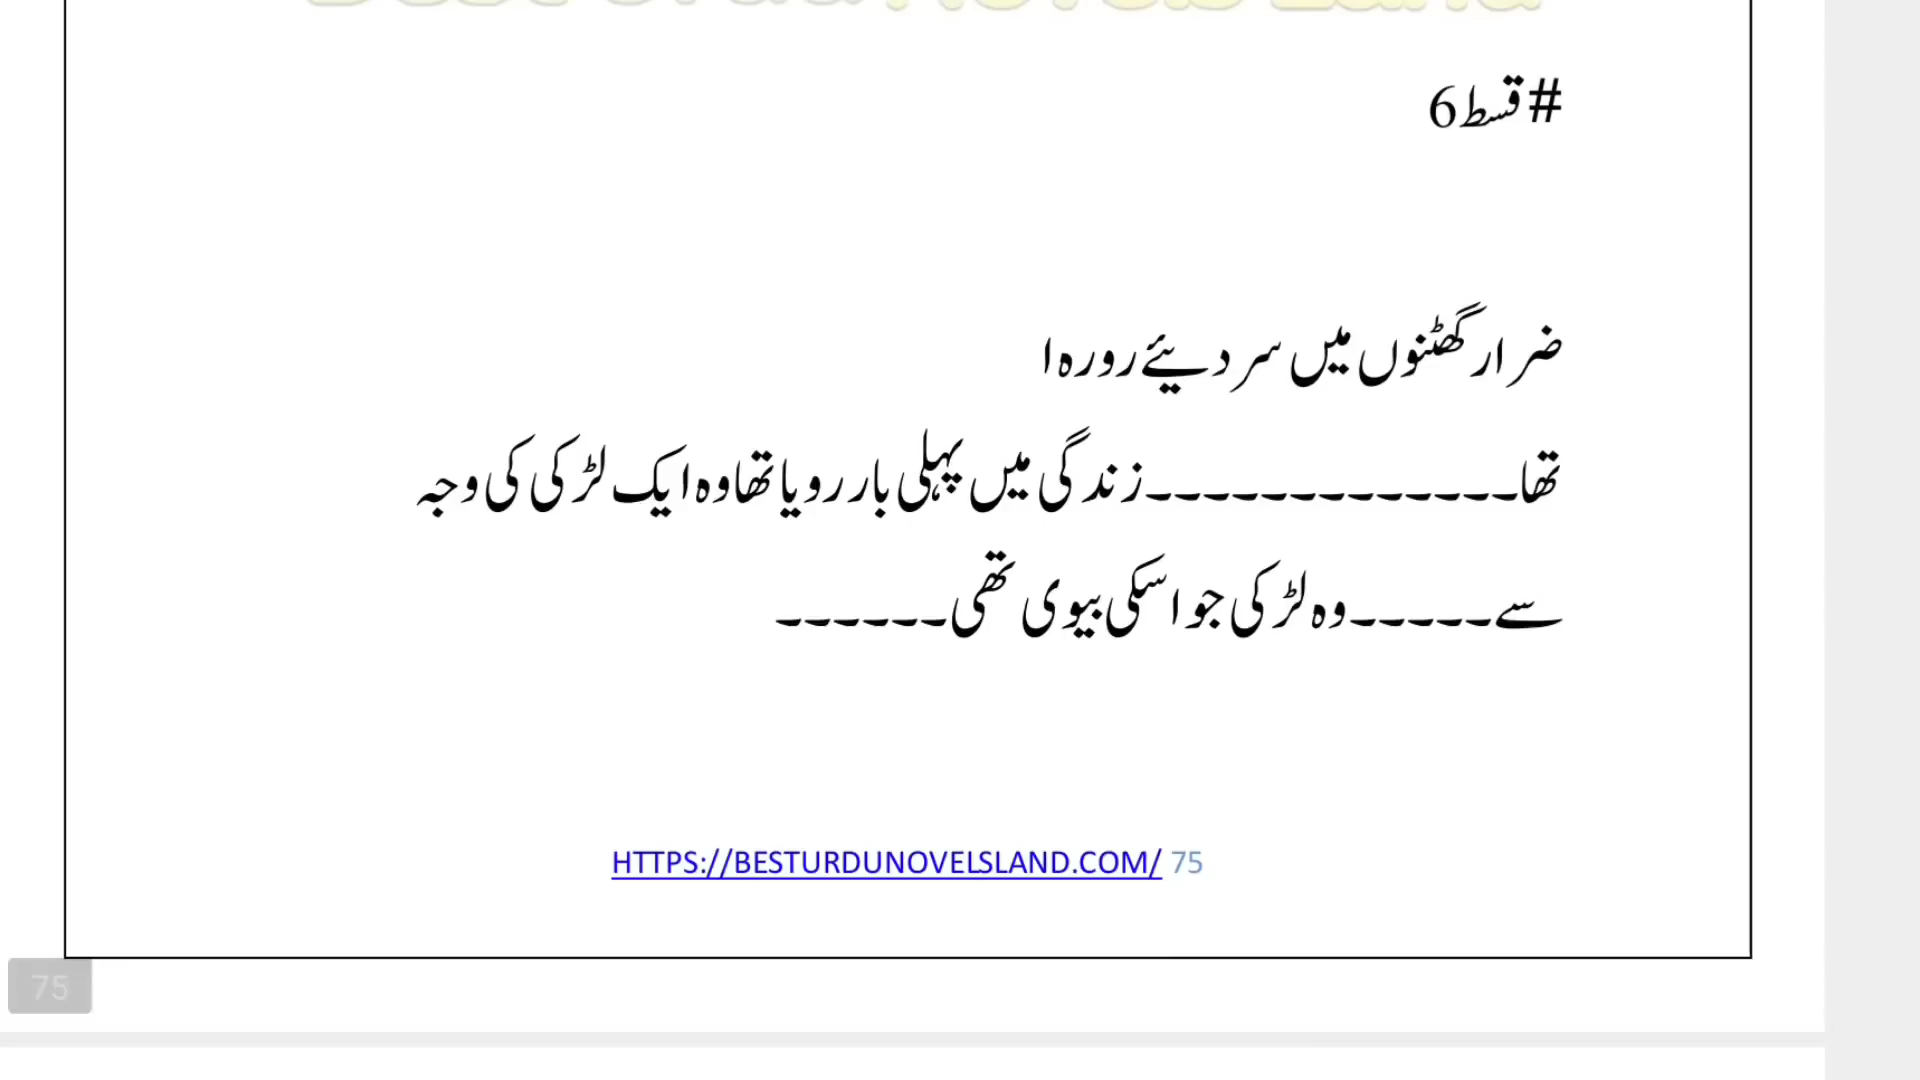 #قسط6
ضرار گھٹنوں میں سر دیئے رو رہ ا
تھا۔۔۔۔۔۔۔۔۔۔۔۔۔زندگی میں پہلی بار رویا تھا وہ ایک لڑکی کی وجہ
سے۔۔۔۔۔وہ لڑکی جو اسکی بیوی تھی۔۔۔۔۔۔
HTTPS://BESTURDUNOVELSLAND.COM/ 75
75